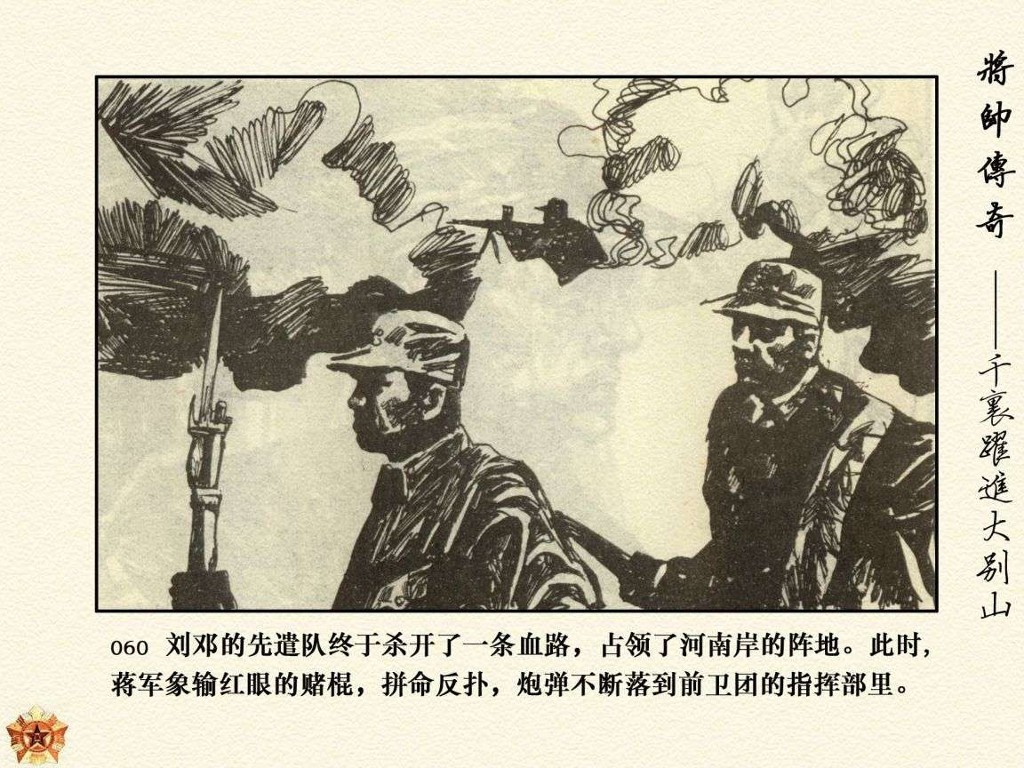 將帥傳奇 ——千裏躍進大别山
060 刘邓的先遣队终于杀开了一条血路，占领了河南岸的阵地。此时，
蒋军象输红眼的赌棍，拼命反扑，炮弹不断落到前卫团的指挥部里。